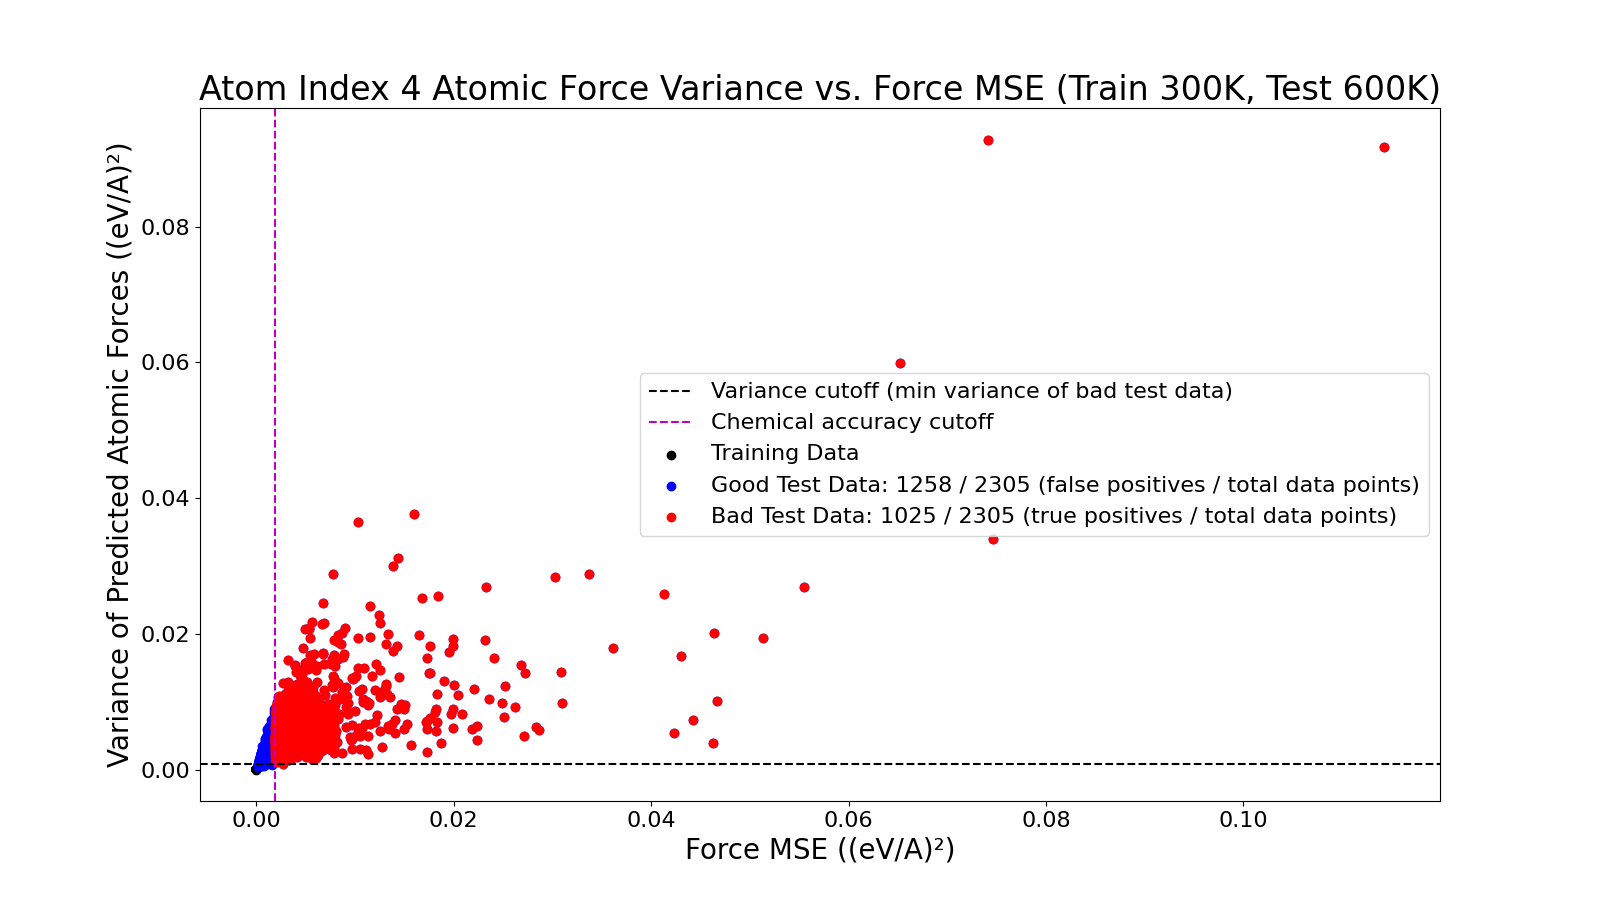 Atom Index 4 Atomic Force Variance vs. Force MSE (Train 300K, Test 600K)
Variance of Predicted Atomic Forces ((eV/A)²)
0.08
0.06
0.04
0.02
0.00
Variance cutoff (min variance of bad test data)
Chemical accuracy cutoff
Training Data
Good Test Data: 1258 / 2305 (false positives / total data points)
Bad Test Data: 1025 / 2305 (true positives / total data points)
0.00 0.02 0.04 0.06 0.08 0.10
Force MSE ((eV/A)²)